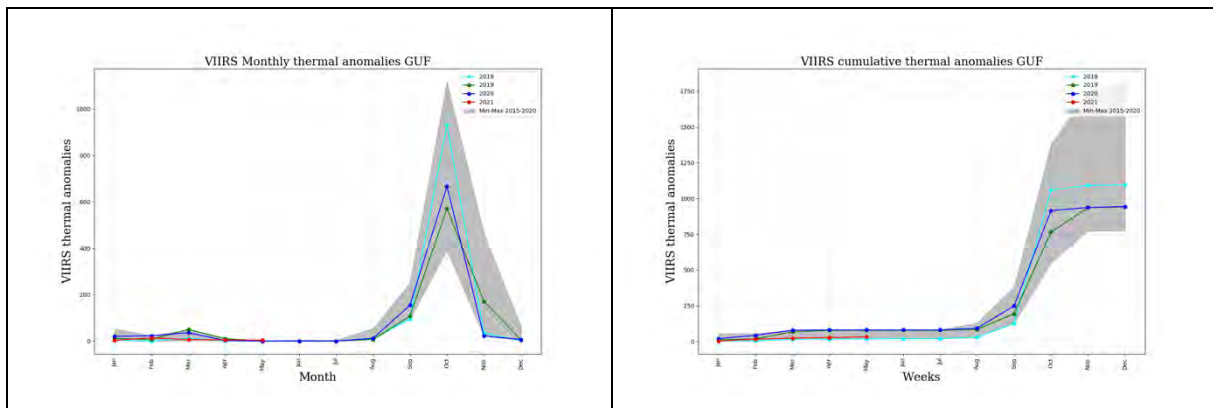 VIIRS Monthly thermal anomalies GUF
2018
2019
2020
2021
Min-Max 2015-2020
1000
800
600
400
200
0
VIIRS thermal anomalies
Jan
Feb
Mar
Apr
May
Jun
Jul
Aug
Sep
Oct
Nov
Dec
Month
VIIRS cumulative thermal anomalies GUF
2018
2019
2020
2021
Min-Max 2015-2020
1750
1500
1250
1000
750
500
250
0
VIIRS thermal anomalies
Jan
Feb
Mar
Apr
May
Jun
Jul
Aug
Sep
Oct
Nov
Dec
Weeks